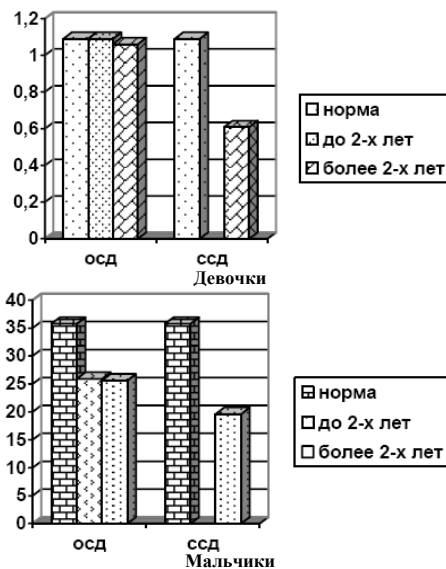 1,2
1
0,8
0,6
0,4
0,2
0
осд ссд
Девочки
норма
до 2-х лет
более 2-х лет
40
35
30
25
20
15
10
5
0
осд ссд
Мальчики
норма
до 2-х лет
более 2-х лет